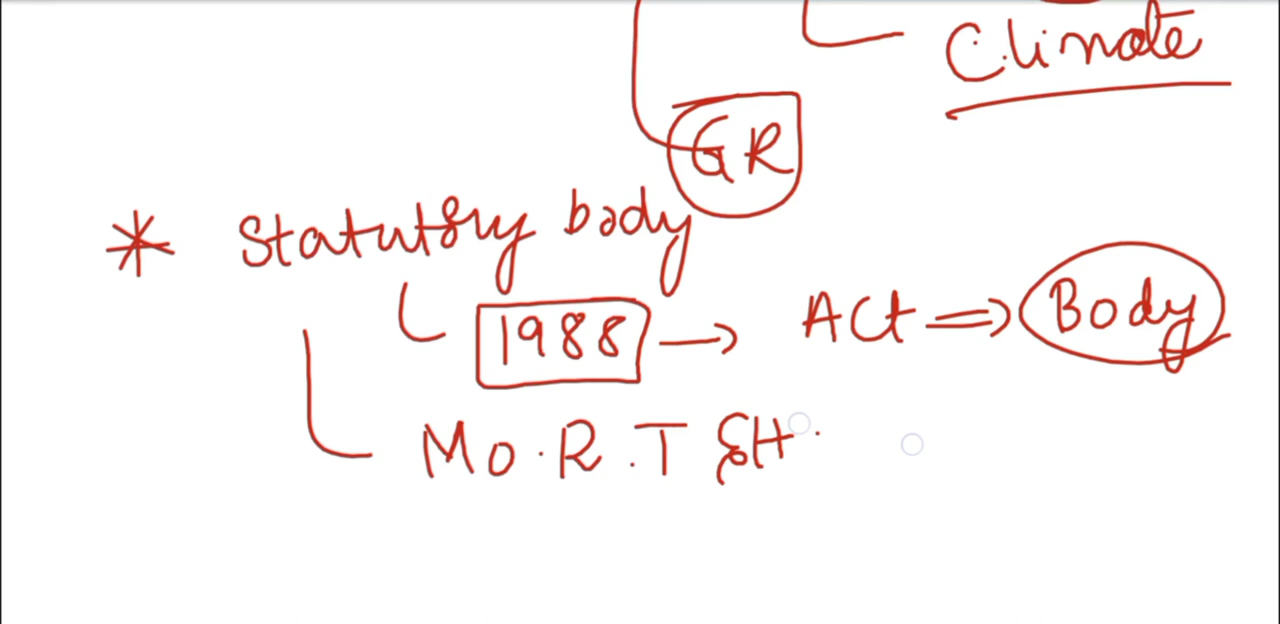 Climate
GR
* Statutory body
1988 → Act ⇒ Body
Mo.R.T &H.